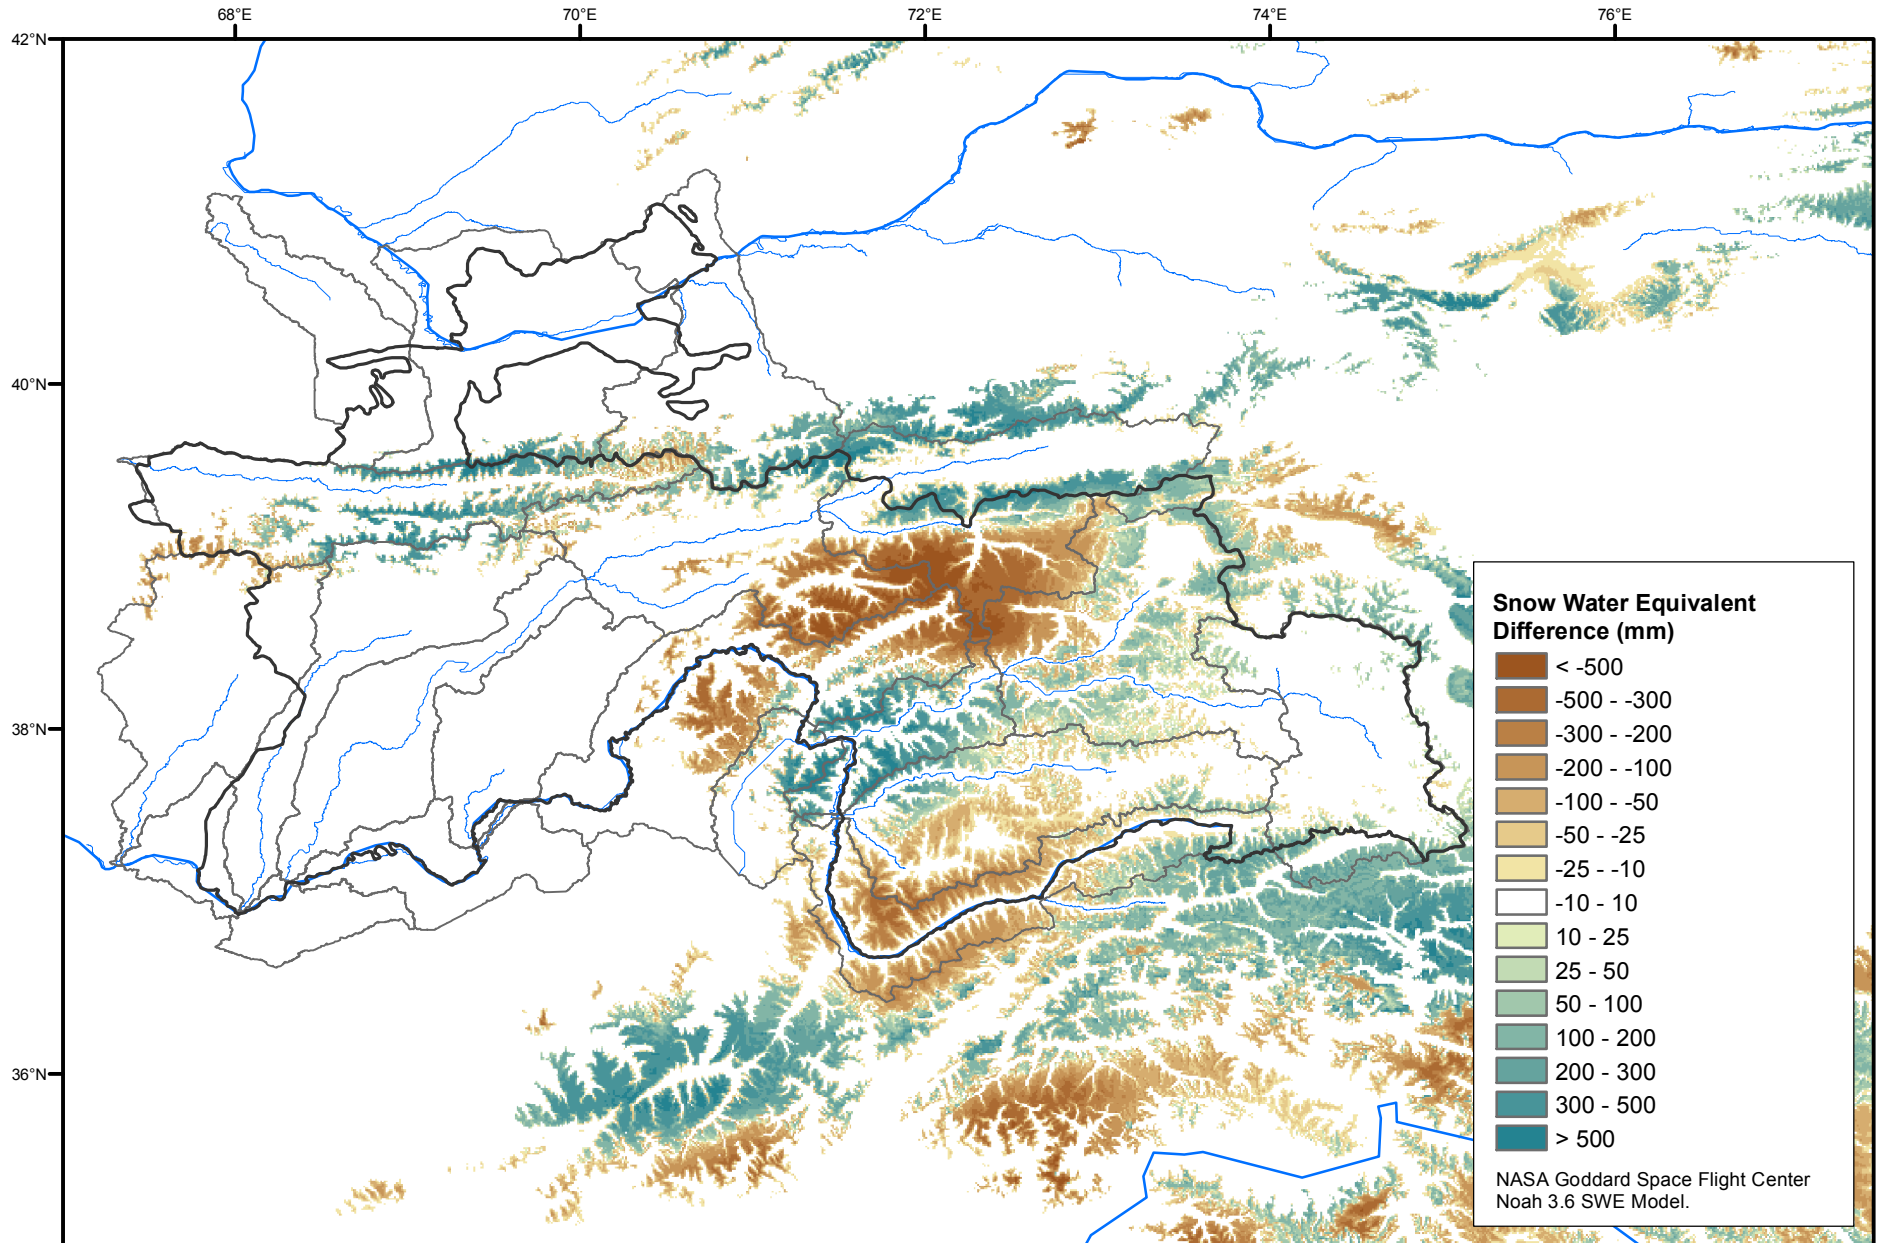 68°E
70°E
72°E
74°E
76°E
42°N
40°N
38°N
36°N
Snow Water Equivalent
Difference (mm)
< -500
-500 - -300
-300 - -200
-200 - -100
-100 - -50
-50 - -25
-25 - -10
-10 - 10
10 - 25
25 - 50
50 - 100
100 - 200
200 - 300
300 - 500
> 500
NASA Goddard Space Flight Center
Noah 3.6 SWE Model.